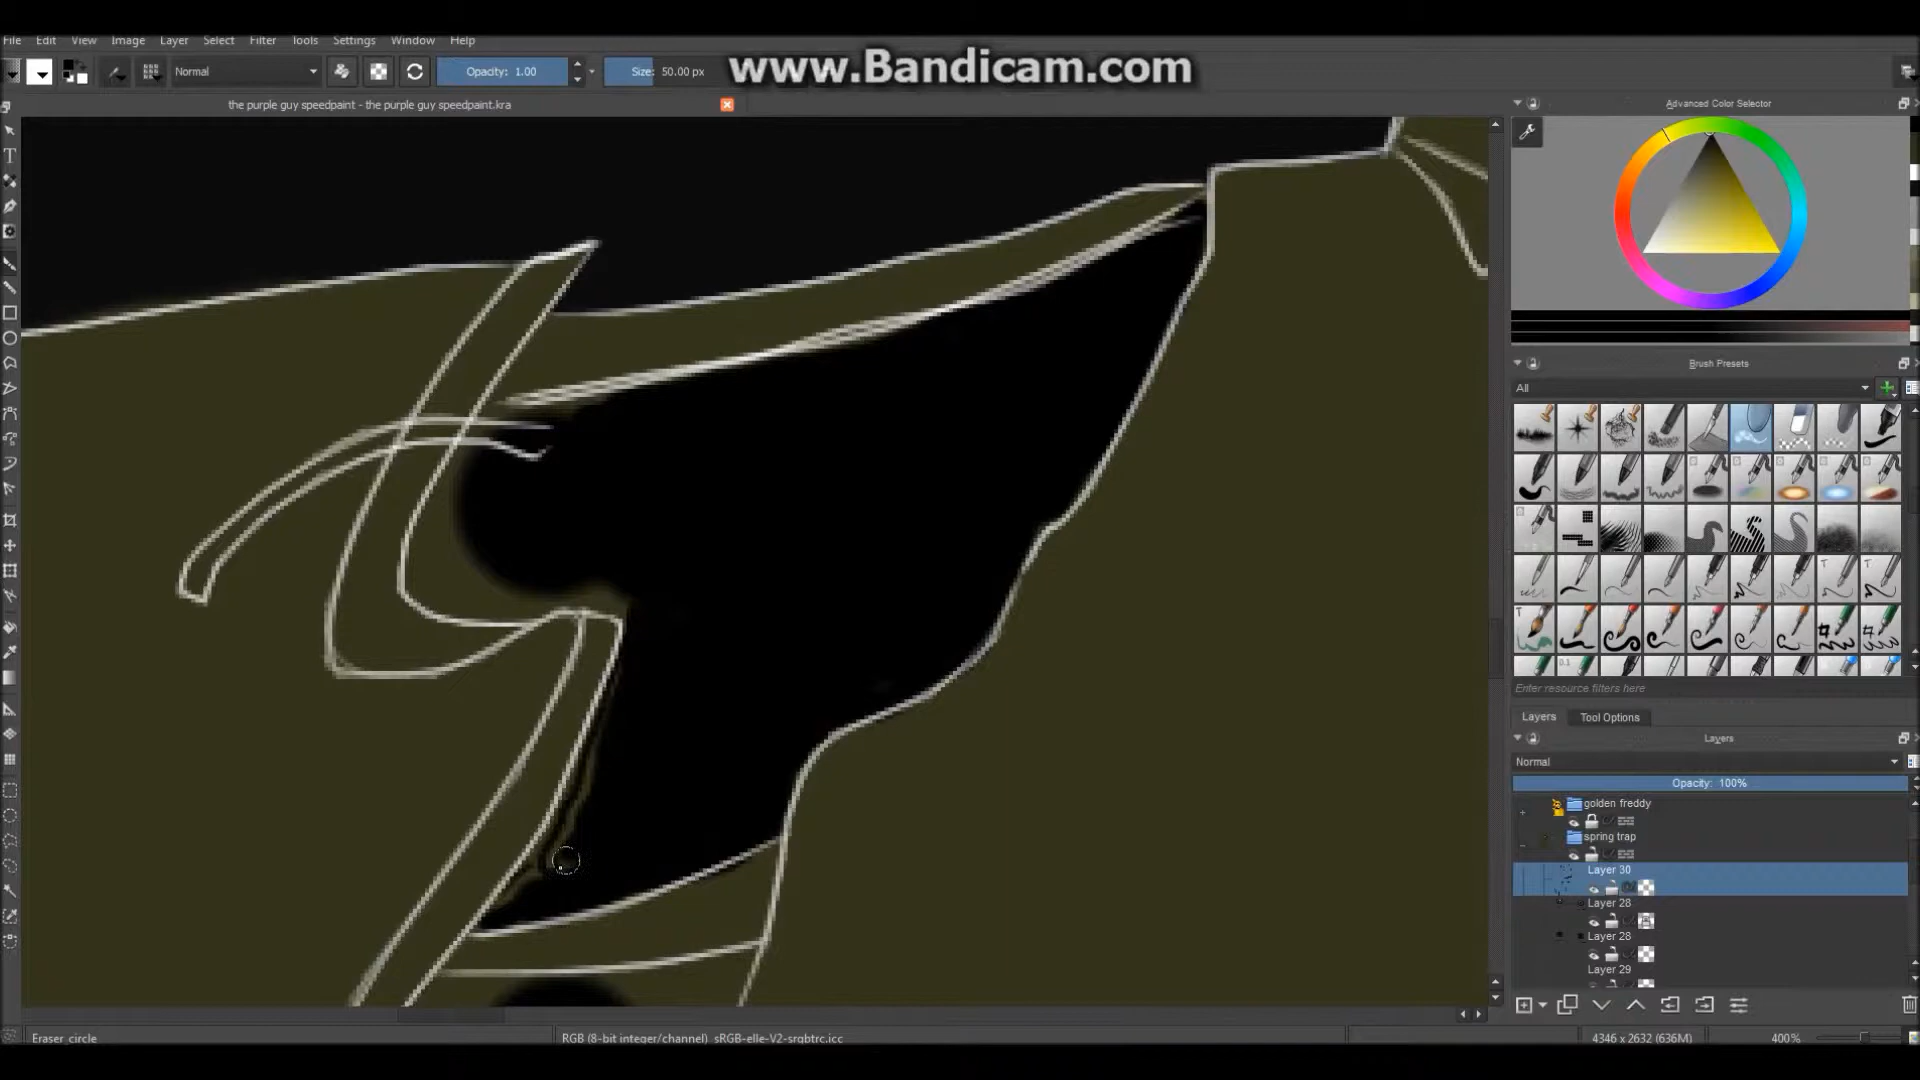 File Edit View Image Layer Select Filter Tools Settings Window Help
www.Bandicam.com
Normal Opacity: 1.00 Size: 50.00 px
the purple guy speedpaint - the purple guy speedpaint.kra
Advanced Color Selector
Brush Presets
All
Enter resource filters here
Layers Tool Options
Layers
Normal
Opacity: 100%
golden freddy
spring trap
Layer 30
Layer 28
Layer 28
Layer 29
Eraser_circle RGB (8-bit integer/channel) sRGB-elle-V2-srgbtrc.icc 4346 x 2632 (636M) 400%